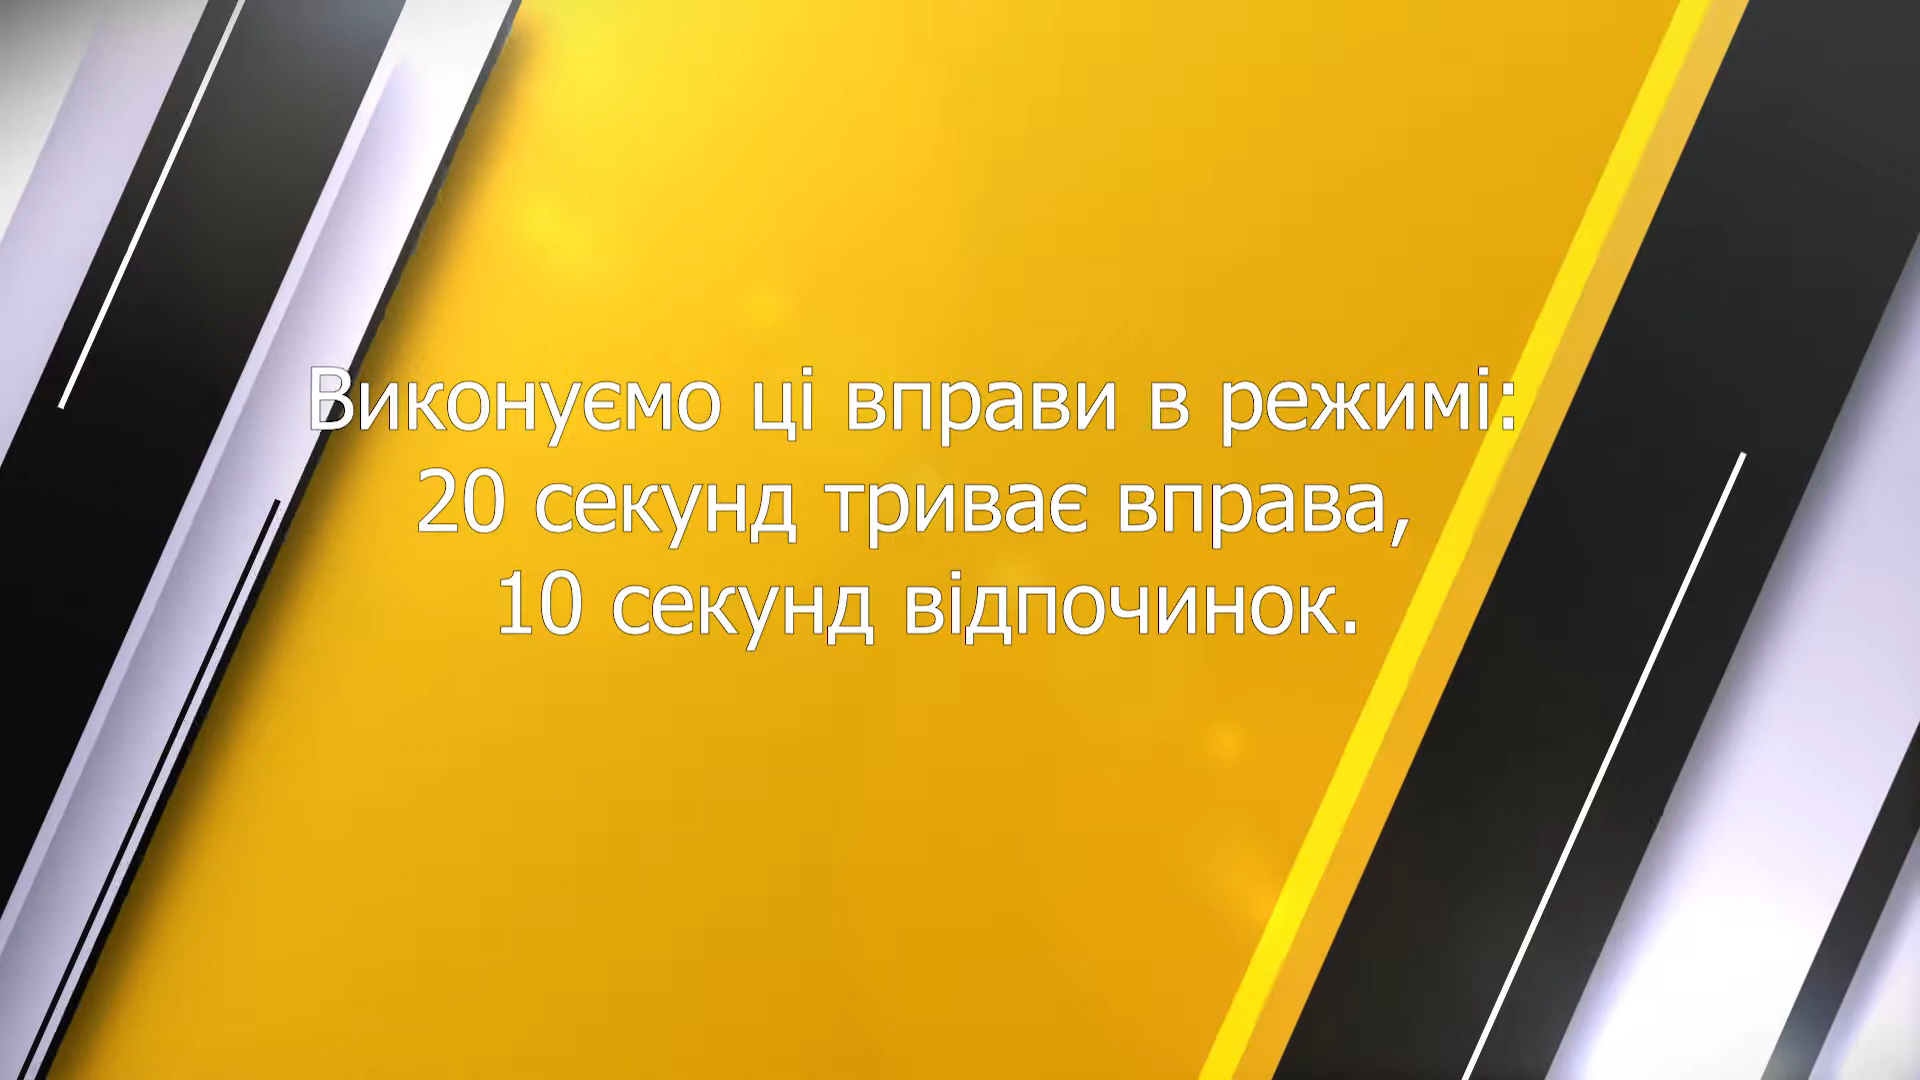 Виконуємо ці вправи в режимі:
20 секунд триває вправа,
10 секунд відпочинок.